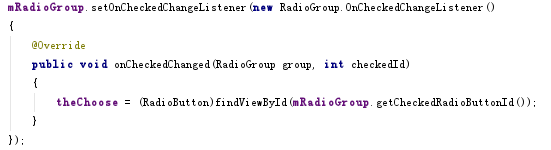 mRadioGroup.setOnCheckedChangeListener(new RadioGroup.OnCheckedChangeListener()
{
    @Override
    public void onCheckedChanged(RadioGroup group, int checkedId)
    {
        theChoose = (RadioButton)findViewById(mRadioGroup.getCheckedRadioButtonId());
    }
});